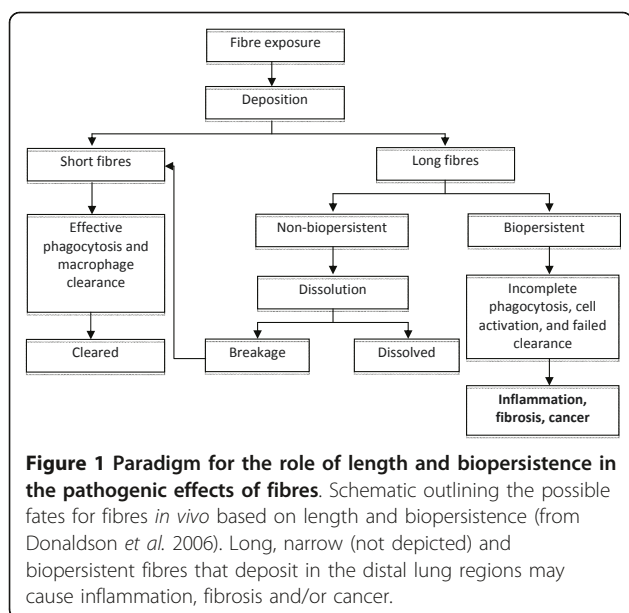 Fibre exposure
Deposition
Short fibres
Long fibres
Effective
phagocytosis and
macrophage
clearance
Non-biopersistent
Biopersistent
Dissolution
Incomplete
phagocytosis, cell
activation, and failed
clearance
Cleared
Breakage
Dissolved
Inflammation,
fibrosis, cancer
Figure 1 Paradigm for the role of length and biopersistence in
the pathogenic effects of fibres. Schematic outlining the possible
fates for fibres in vivo based on length and biopersistence (from
Donaldson et al. 2006). Long, narrow (not depicted) and
biopersistent fibres that deposit in the distal lung regions may
cause inflammation, fibrosis and/or cancer.